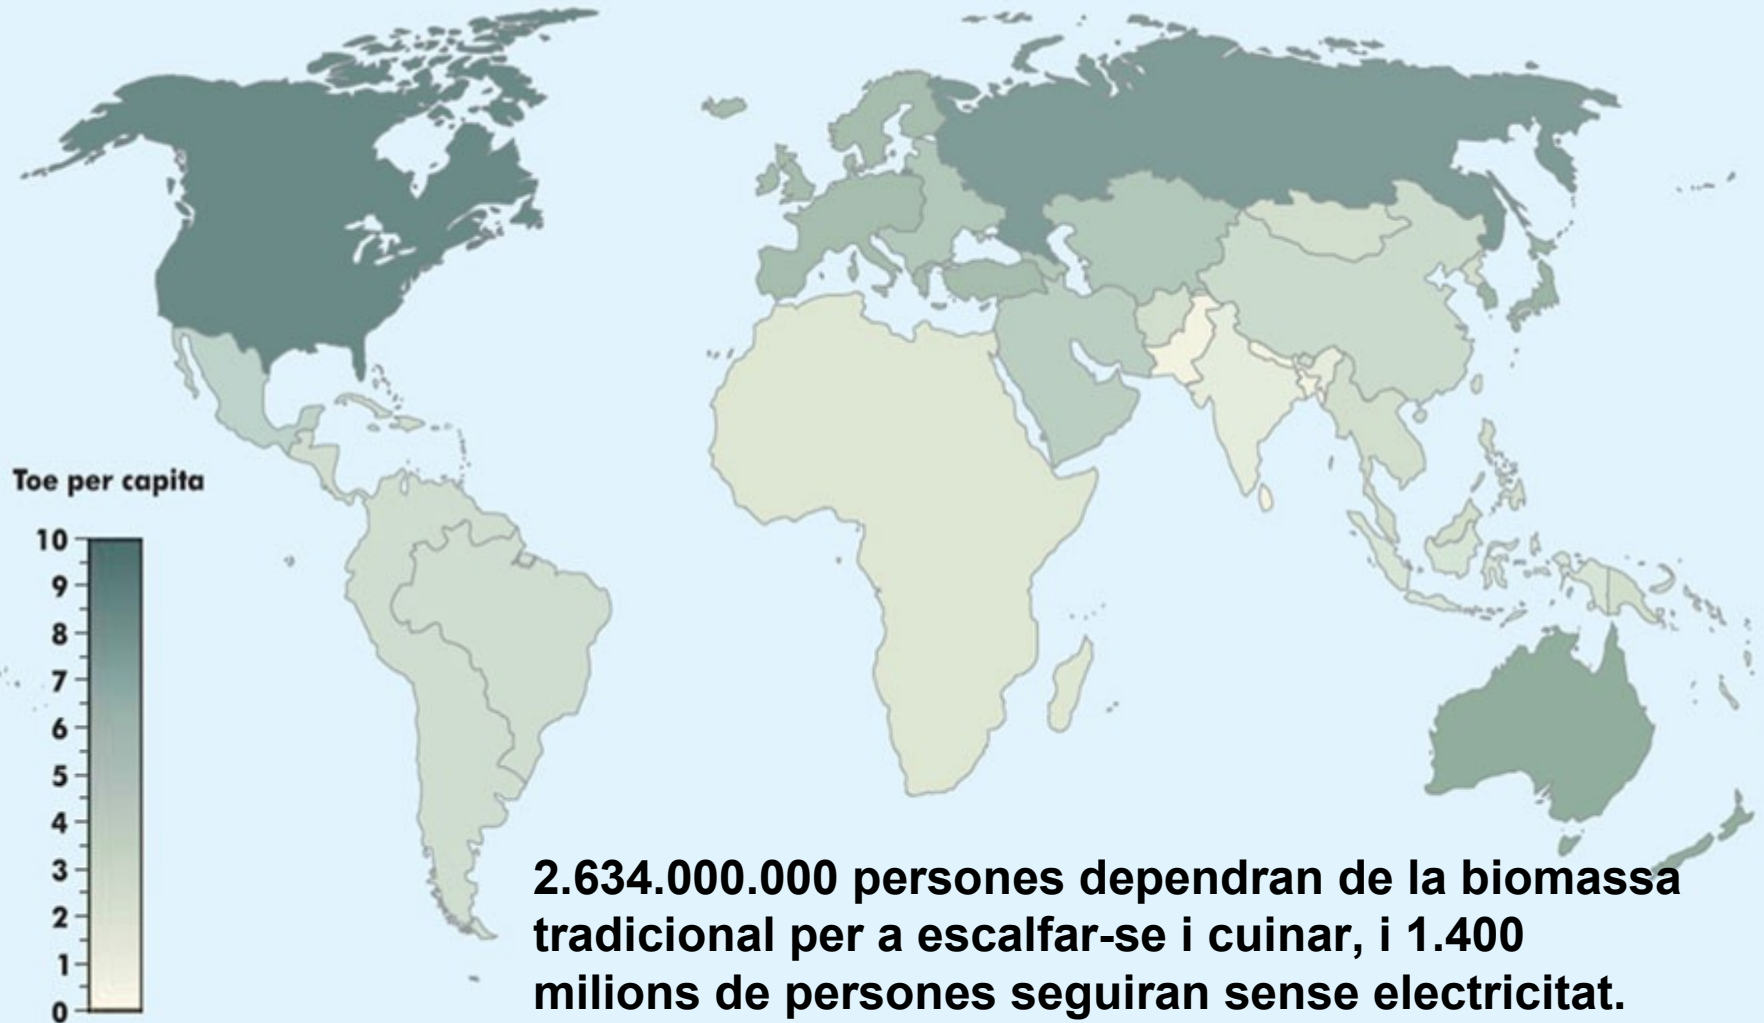 Toe per capita
10
9
8
7
6
5
4
3
2
1
0
2.634.000.000 persones dependran de la biomassa
tradicional per a escalfar-se i cuinar, i 1.400
milions de persones seguiran sense electricitat.